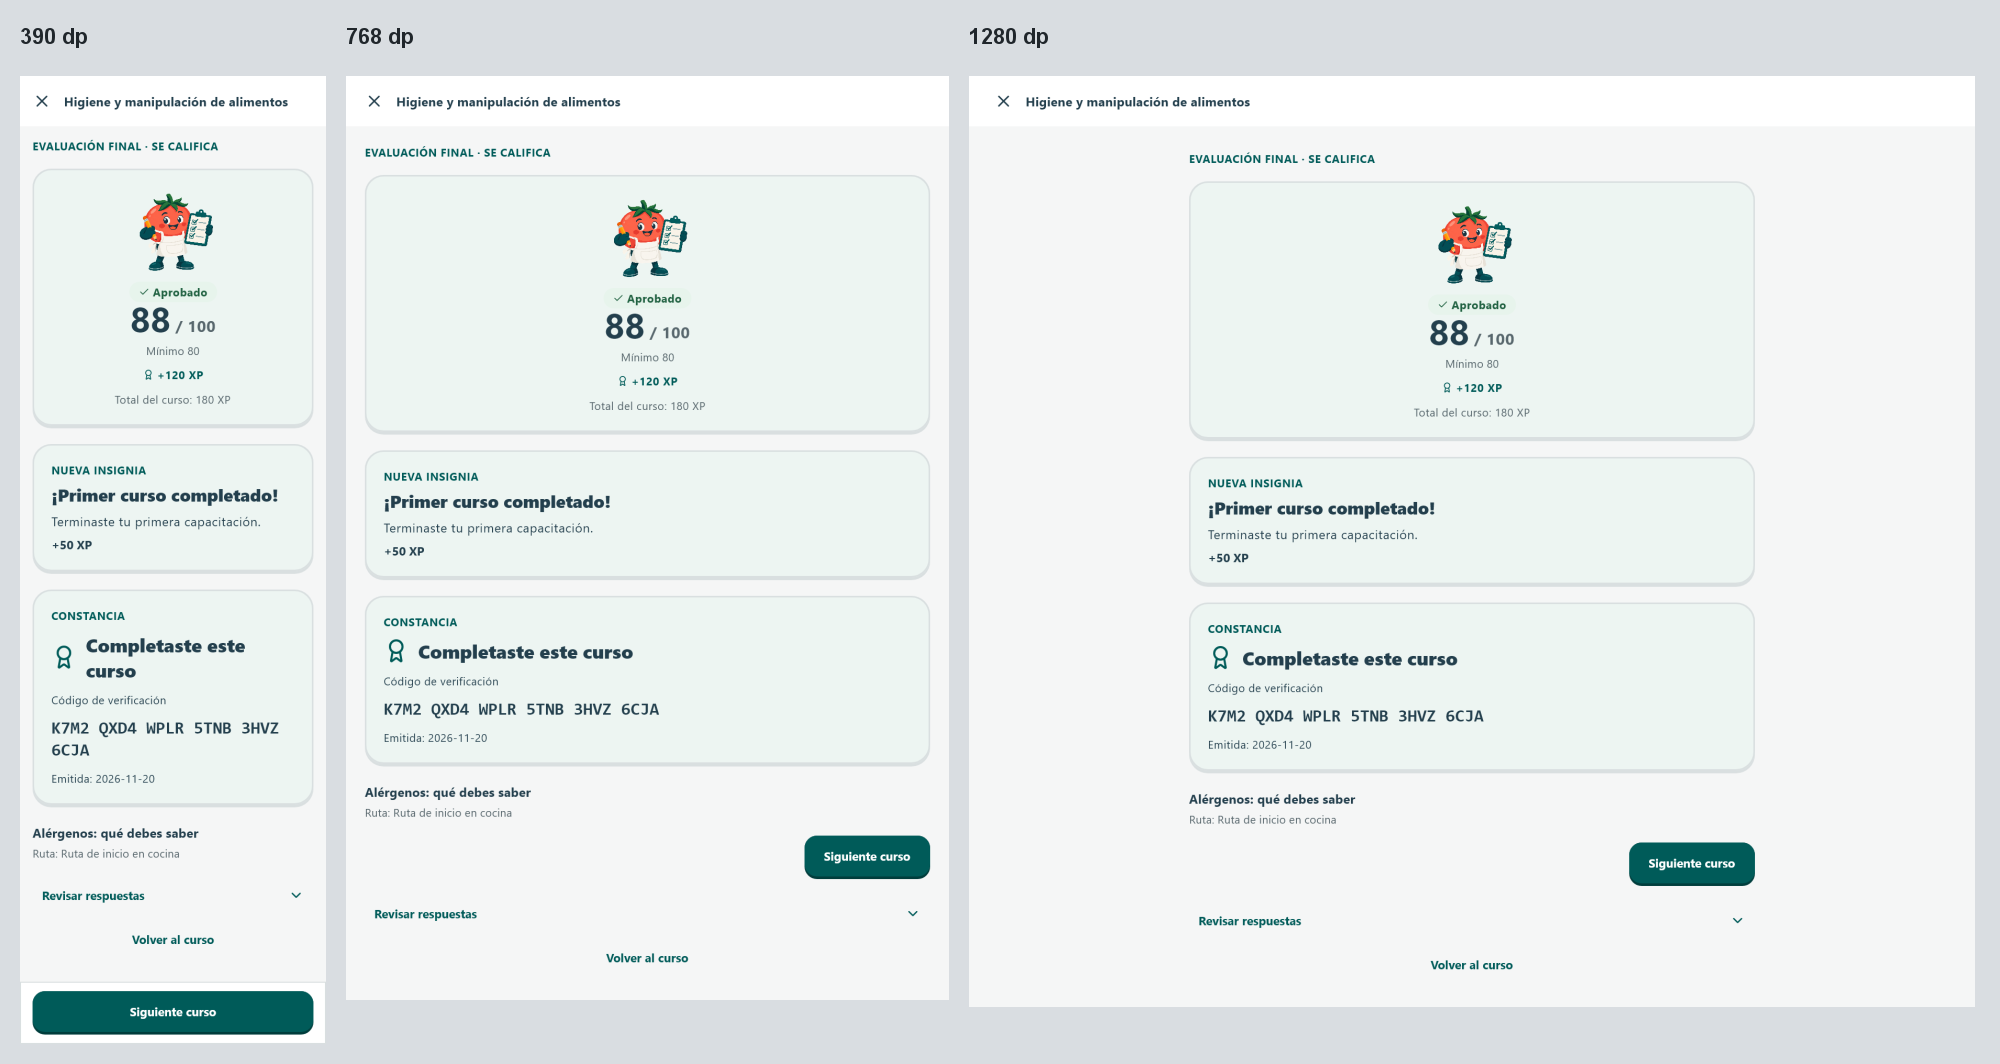 390 dp
Higiene y manipulación de alimentos
EVALUACIÓN FINAL · SE CALIFICA
Aprobado
88 / 100
Mínimo 80
+120 XP
Total del curso: 180 XP
NUEVA INSIGNIA
¡Primer curso completado!
Terminaste tu primera capacitación.
+50 XP
CONSTANCIA
Completaste este
curso
Código de verificación
K7M2 QXD4 WPLR 5TNB 3HVZ
6CJA
Emitida: 2026-11-20
Alérgenos: qué debes saber
Ruta: Ruta de inicio en cocina
Revisar respuestas
Volver al curso
Siguiente curso
768 dp
Higiene y manipulación de alimentos
EVALUACIÓN FINAL · SE CALIFICA
Aprobado
88 / 100
Mínimo 80
+120 XP
Total del curso: 180 XP
NUEVA INSIGNIA
¡Primer curso completado!
Terminaste tu primera capacitación.
+50 XP
CONSTANCIA
Completaste este curso
Código de verificación
K7M2 QXD4 WPLR 5TNB 3HVZ 6CJA
Emitida: 2026-11-20
Alérgenos: qué debes saber
Ruta: Ruta de inicio en cocina
Siguiente curso
Revisar respuestas
Volver al curso
1280 dp
Higiene y manipulación de alimentos
EVALUACIÓN FINAL · SE CALIFICA
Aprobado
88 / 100
Mínimo 80
+120 XP
Total del curso: 180 XP
NUEVA INSIGNIA
¡Primer curso completado!
Terminaste tu primera capacitación.
+50 XP
CONSTANCIA
Completaste este curso
Código de verificación
K7M2 QXD4 WPLR 5TNB 3HVZ 6CJA
Emitida: 2026-11-20
Alérgenos: qué debes saber
Ruta: Ruta de inicio en cocina
Siguiente curso
Revisar respuestas
Volver al curso